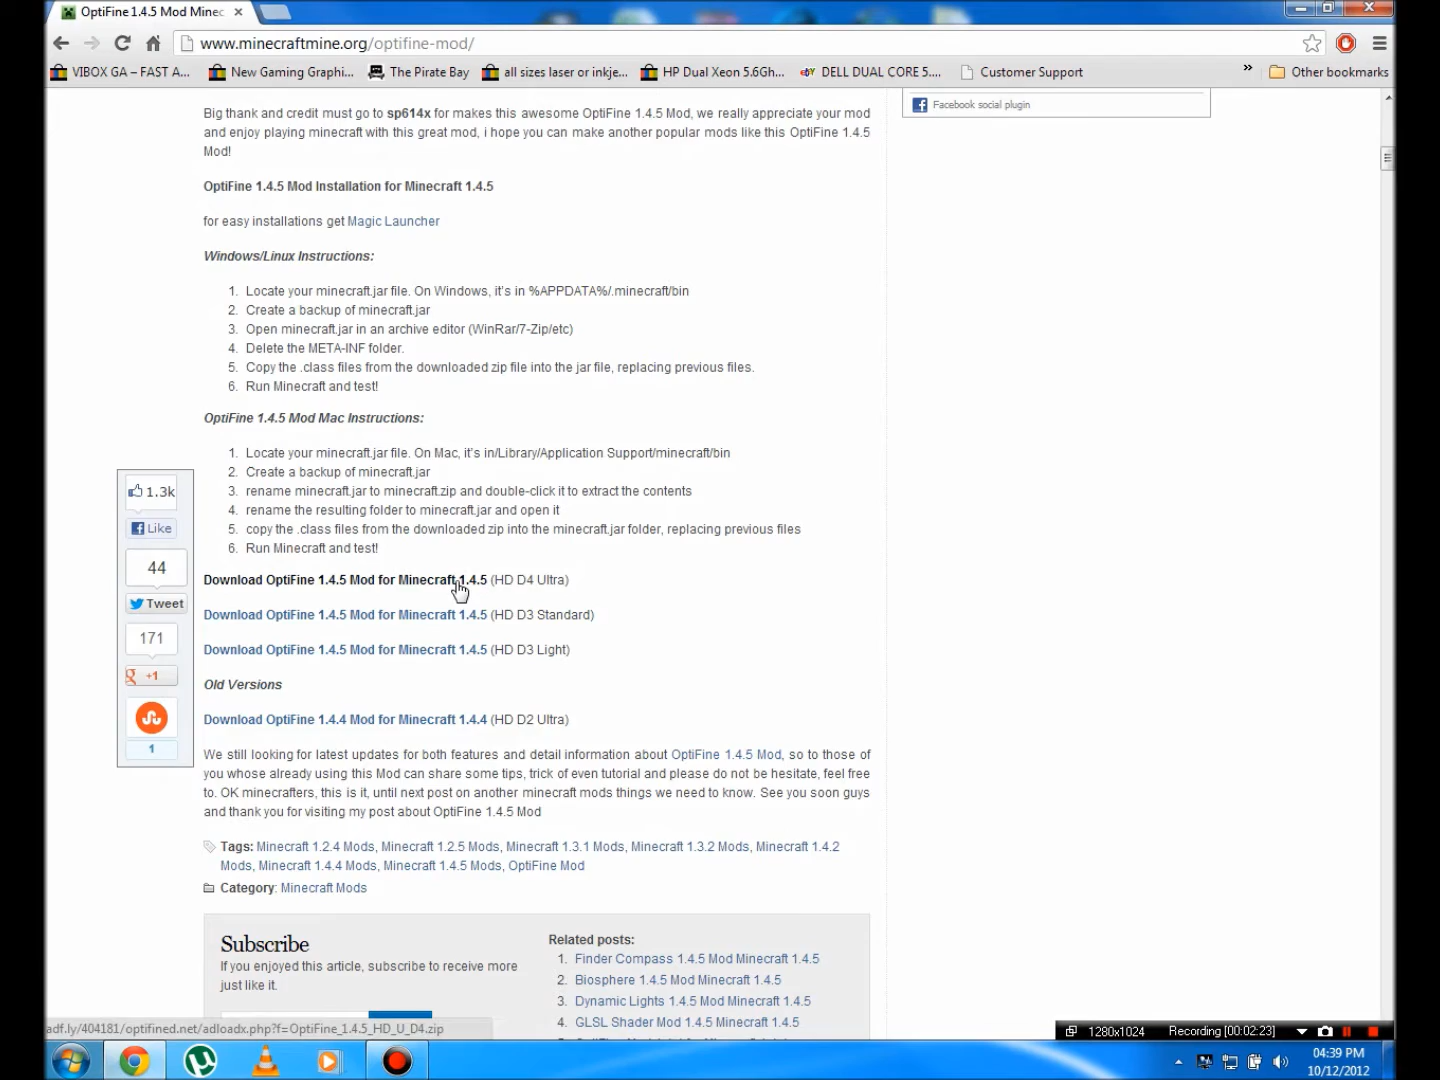 OptiFine 1.4.5 Mod Minec
www.minecraftmine.org/optifine-mod/
VIBOX GA – FAST A... New Gaming Graphi... The Pirate Bay all sizes laser or inkje... HP Dual Xeon 5.6Gh... DELL DUAL CORE 5.... Customer Support » Other bookmarks
Facebook social plugin
Big thank and credit must go to sp614x for makes this awesome OptiFine 1.4.5 Mod, we really appreciate your mod
and enjoy playing minecraft with this great mod, i hope you can make another popular mods like this OptiFine 1.4.5
Mod!
OptiFine 1.4.5 Mod Installation for Minecraft 1.4.5
for easy installations get Magic Launcher
Windows/Linux Instructions:
1. Locate your minecraft.jar file. On Windows, it's in %APPDATA%/.minecraft/bin
2. Create a backup of minecraft.jar
3. Open minecraft.jar in an archive editor (WinRar/7-Zip/etc)
4. Delete the META-INF folder.
5. Copy the .class files from the downloaded zip file into the jar file, replacing previous files.
6. Run Minecraft and test!
OptiFine 1.4.5 Mod Mac Instructions:
1. Locate your minecraft.jar file. On Mac, it's in/Library/Application Support/minecraft/bin
2. Create a backup of minecraft.jar
3. rename minecraft.jar to minecraft.zip and double-click it to extract the contents
4. rename the resulting folder to minecraft.jar and open it
5. copy the .class files from the downloaded zip into the minecraft.jar folder, replacing previous files
6. Run Minecraft and test!
1.3k
Like
44
Tweet
171
+1
1
Download OptiFine 1.4.5 Mod for Minecraft 1.4.5 (HD D4 Ultra)
Download OptiFine 1.4.5 Mod for Minecraft 1.4.5 (HD D3 Standard)
Download OptiFine 1.4.5 Mod for Minecraft 1.4.5 (HD D3 Light)
Old Versions
Download OptiFine 1.4.4 Mod for Minecraft 1.4.4 (HD D2 Ultra)
We still looking for latest updates for both features and detail information about OptiFine 1.4.5 Mod, so to those of
you whose already using this Mod can share some tips, trick of even tutorial and please do not be hesitate, feel free
to. OK minecrafters, this is it, until next post on another minecraft mods things we need to know. See you soon guys
and thank you for visiting my post about OptiFine 1.4.5 Mod
Tags: Minecraft 1.2.4 Mods, Minecraft 1.2.5 Mods, Minecraft 1.3.1 Mods, Minecraft 1.3.2 Mods, Minecraft 1.4.2
Mods, Minecraft 1.4.4 Mods, Minecraft 1.4.5 Mods, OptiFine Mod
Category: Minecraft Mods
Subscribe
If you enjoyed this article, subscribe to receive more
just like it.
Related posts:
1. Finder Compass 1.4.5 Mod Minecraft 1.4.5
2. Biosphere 1.4.5 Mod Minecraft 1.4.5
3. Dynamic Lights 1.4.5 Mod Minecraft 1.4.5
4. GLSL Shader Mod 1.4.5 Minecraft 1.4.5
adf.ly/404181/optifined.net/adloadx.php?f=OptiFine_1.4.5_HD_U_D4.zip
1280x1024 Recording [00:02:23]
04:39 PM
10/12/2012